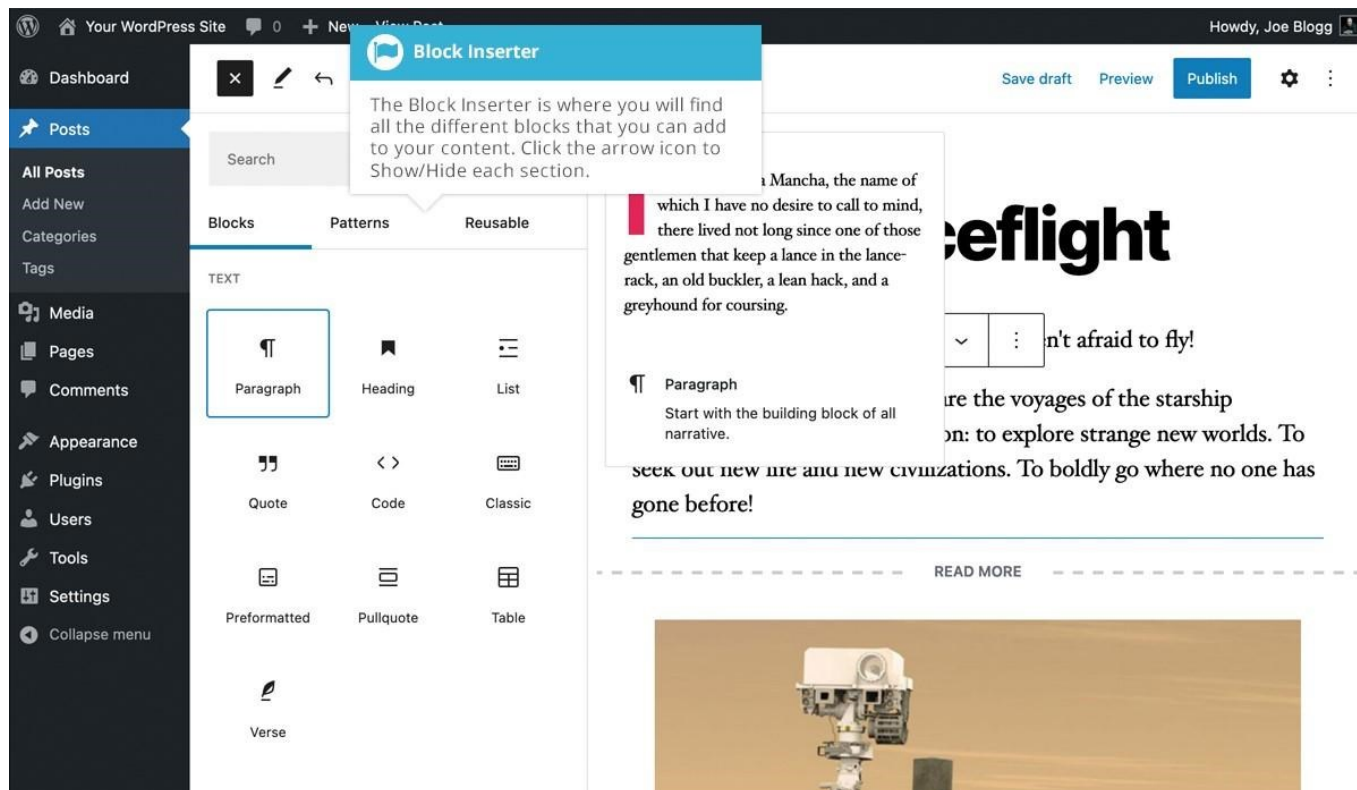 Your WordPress Site 0 + New View Post
Howdy, Joe Blogg
Dashboard
Posts
All Posts
Add New
Categories
Tags
Media
Pages
Comments
Appearance
Plugins
Users
Tools
Settings
Collapse menu
Save draft Preview Publish
Block Inserter
The Block Inserter is where you will find
all the different blocks that you can add
to your content. Click the arrow icon to
Show/Hide each section.
Search
Blocks Patterns Reusable
TEXT
Paragraph Heading List
Quote Code Classic
Preformatted Pullquote Table
Verse
a Mancha, the name of
which I have no desire to call to mind,
there lived not long since one of those
gentlemen that keep a lance in the lance-
rack, an old buckler, a lean hack, and a
greyhound for coursing.
Paragraph
Start with the building block of all
narrative.
ceflight
n't afraid to fly!
re the voyages of the starship
on: to explore strange new worlds. To
seek out new life and new civilizations. To boldly go where no one has
gone before!
READ MORE